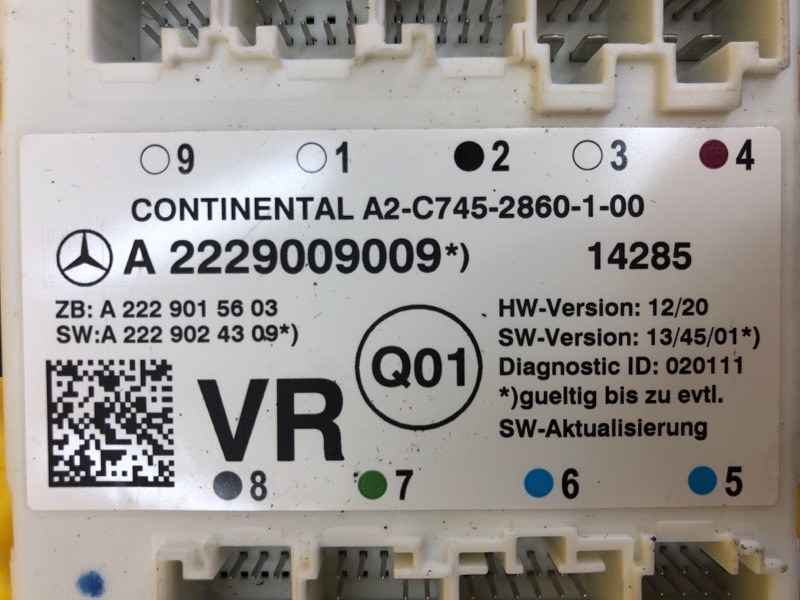 9 1 2 3 4
CONTINENTAL A2-C745-2860-1-00
A 2229009009*) 14285
ZB: A 222 901 56 03
SW:A 222 902 43 09*)
HW-Version: 12/20
SW-Version: 13/45/01*)
Diagnostic ID: 020111
*)gueltig bis zu evtl.
SW-Aktualisierung
Q01
VR
8 7 6 5